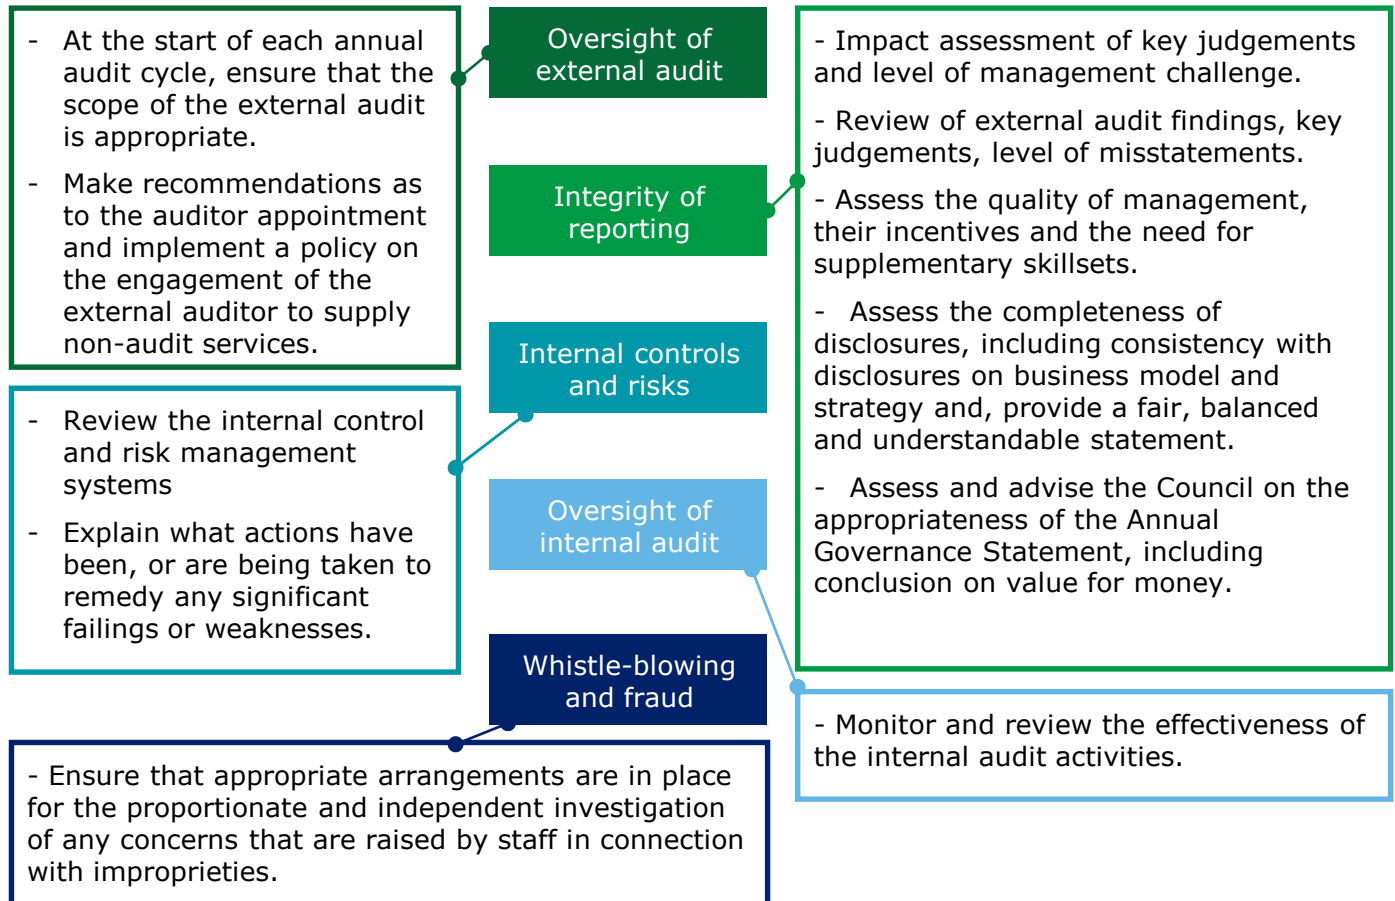 - At the start of each annual
audit cycle, ensure that the
scope of the external audit
is appropriate.
- Make recommendations as
to the auditor appointment
and implement a policy on
the engagement of the
external auditor to supply
non-audit services.
Oversight of
external audit
Integrity of
reporting
- Impact assessment of key judgements
and level of management challenge.
- Review of external audit findings, key
judgements, level of misstatements.
- Assess the quality of management,
their incentives and the need for
supplementary skillsets.
- Assess the completeness of
disclosures, including consistency with
disclosures on business model and
strategy and, provide a fair, balanced
and understandable statement.
- Assess and advise the Council on the
appropriateness of the Annual
Governance Statement, including
conclusion on value for money.
Internal controls
and risks
- Review the internal control
and risk management
systems
- Explain what actions have
been, or are being taken to
remedy any significant
failings or weaknesses.
Oversight of
internal audit
- Monitor and review the effectiveness of
the internal audit activities.
Whistle-blowing
and fraud
- Ensure that appropriate arrangements are in place
for the proportionate and independent investigation
of any concerns that are raised by staff in connection
with improprieties.